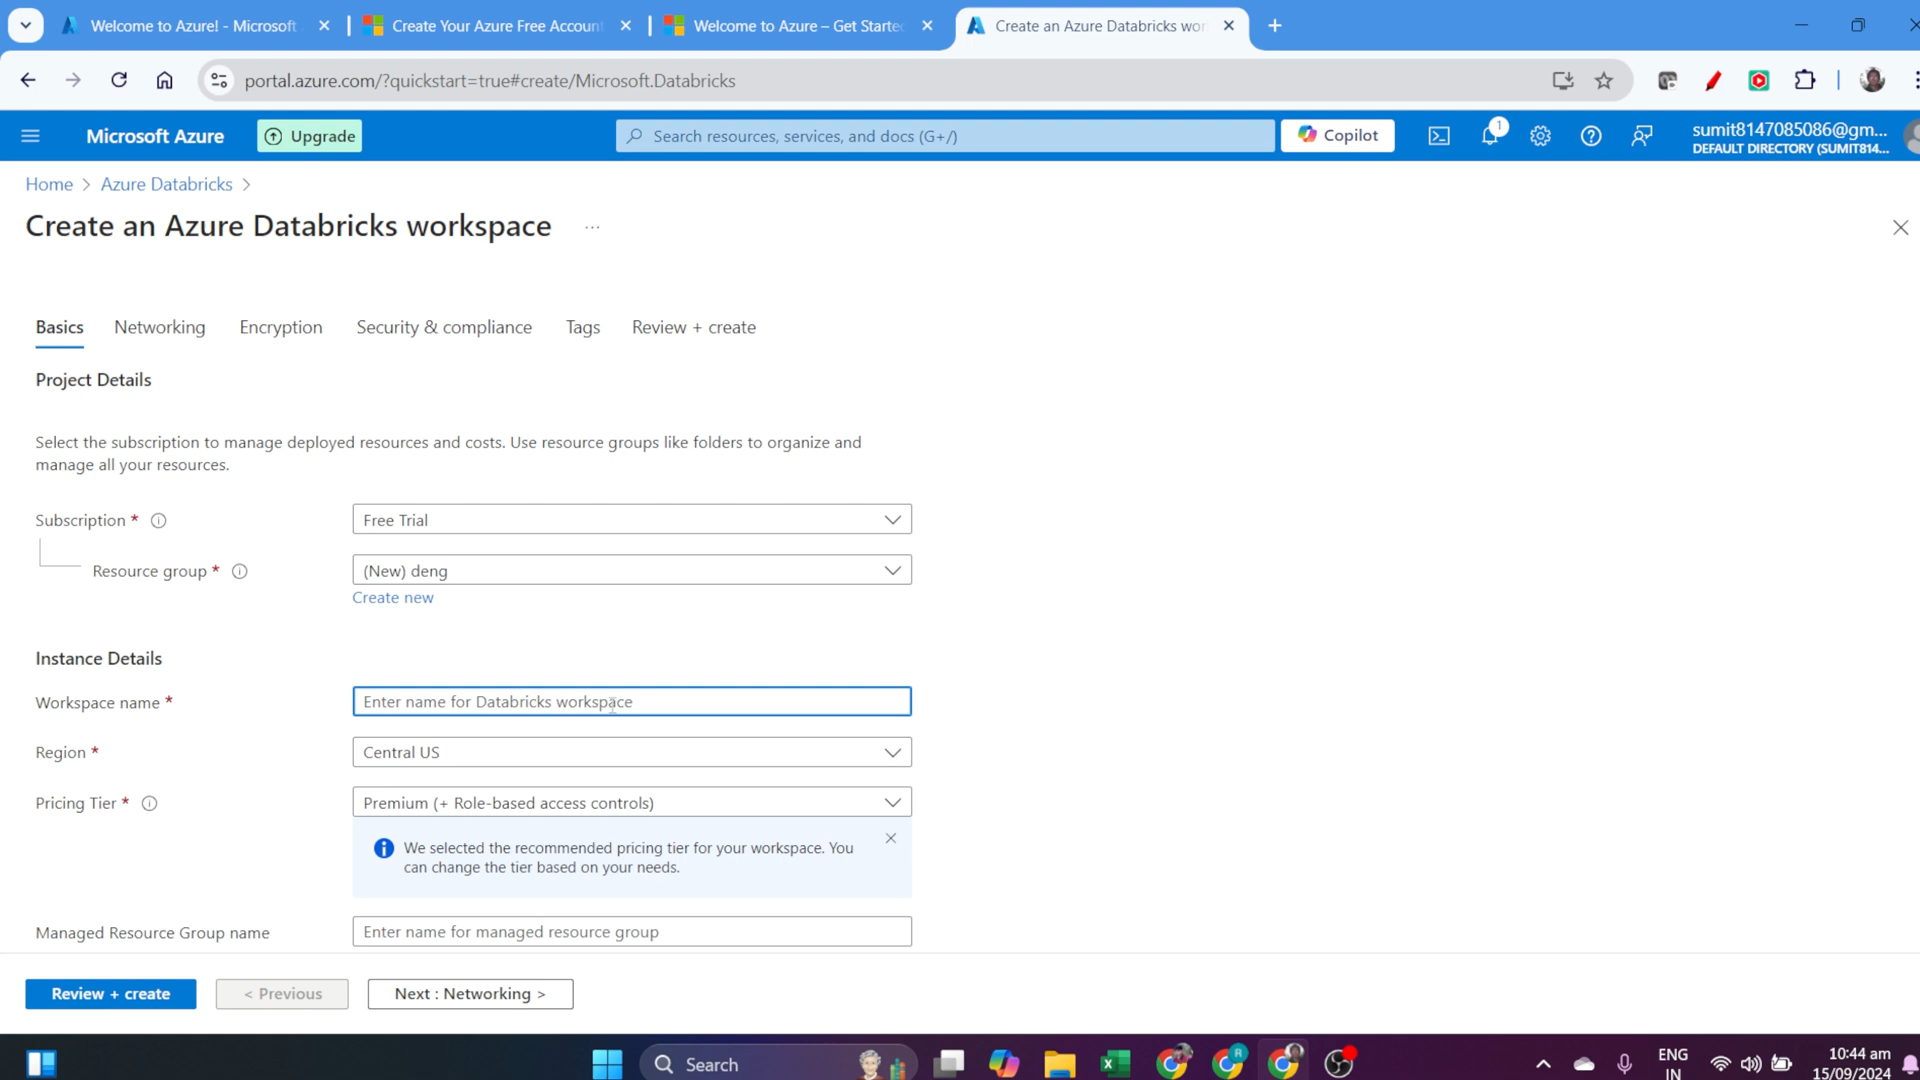 Welcome to Azure! - Microsoft
Create Your Azure Free Accoun
Welcome to Azure – Get Starte
Create an Azure Databricks wor
portal.azure.com/?quickstart=true#create/Microsoft.Databricks
Microsoft Azure
Upgrade
Search resources, services, and docs (G+/)
Copilot
1
sumit8147085086@gm...
DEFAULT DIRECTORY (SUMIT814...
Home > Azure Databricks >
Create an Azure Databricks workspace ...
Basics
Networking
Encryption
Security & compliance
Tags
Review + create
Project Details
Select the subscription to manage deployed resources and costs. Use resource groups like folders to organize and
manage all your resources.
Subscription *
Free Trial
Resource group *
(New) deng
Create new
Instance Details
Workspace name *
Enter name for Databricks workspace
Region *
Central US
Pricing Tier *
Premium (+ Role-based access controls)
We selected the recommended pricing tier for your workspace. You
can change the tier based on your needs.
Managed Resource Group name
Enter name for managed resource group
Review + create
< Previous
Next : Networking >
Search
R
ENG
IN
10:44 am
15/09/2024